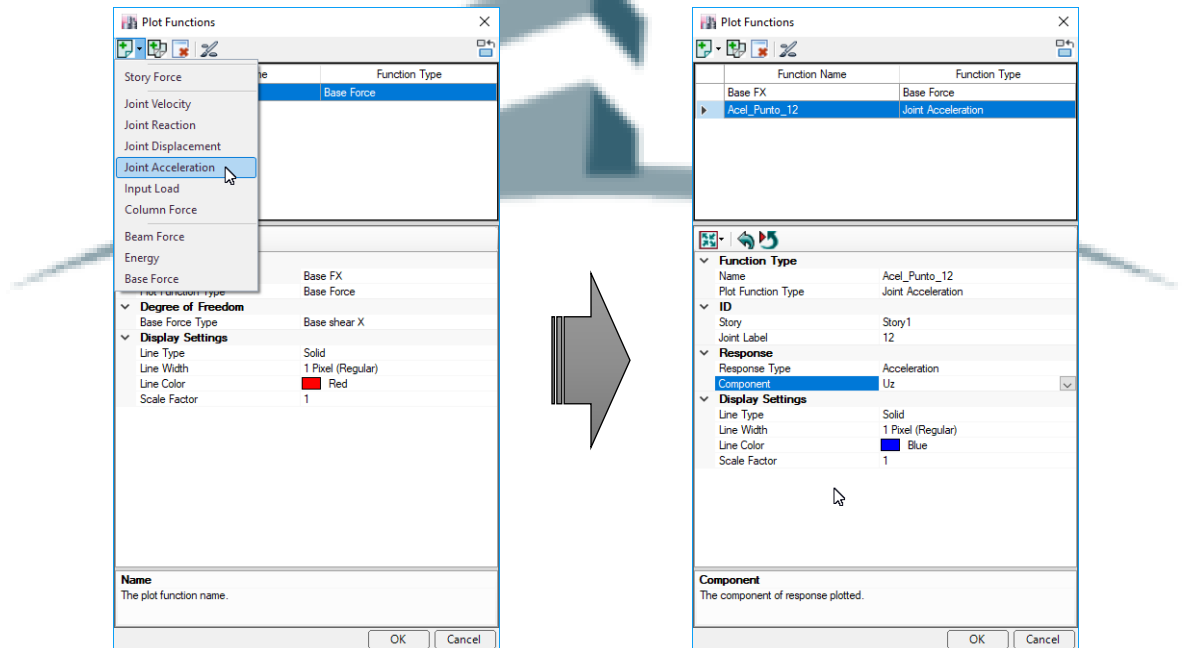 Plot Functions
ne Function Type
Base Force
Story Force
Joint Velocity
Joint Reaction
Joint Displacement
Joint Acceleration
Input Load
Column Force
Beam Force
Energy
Base Force
Base FX
Plot Function Type Base Force
Degree of Freedom
Base Force Type Base shear X
Display Settings
Line Type Solid
Line Width 1 Pixel (Regular)
Line Color Red
Scale Factor 1
Name
The plot function name.
OK Cancel
Plot Functions
Function Name Function Type
Base FX Base Force
Acel_Punto_12 Joint Acceleration
Function Type
Name Acel_Punto_12
Plot Function Type Joint Acceleration
ID
Story Story1
Joint Label 12
Response
Response Type Acceleration
Component Uz
Display Settings
Line Type Solid
Line Width 1 Pixel (Regular)
Line Color Blue
Scale Factor 1
Component
The component of response plotted.
OK Cancel